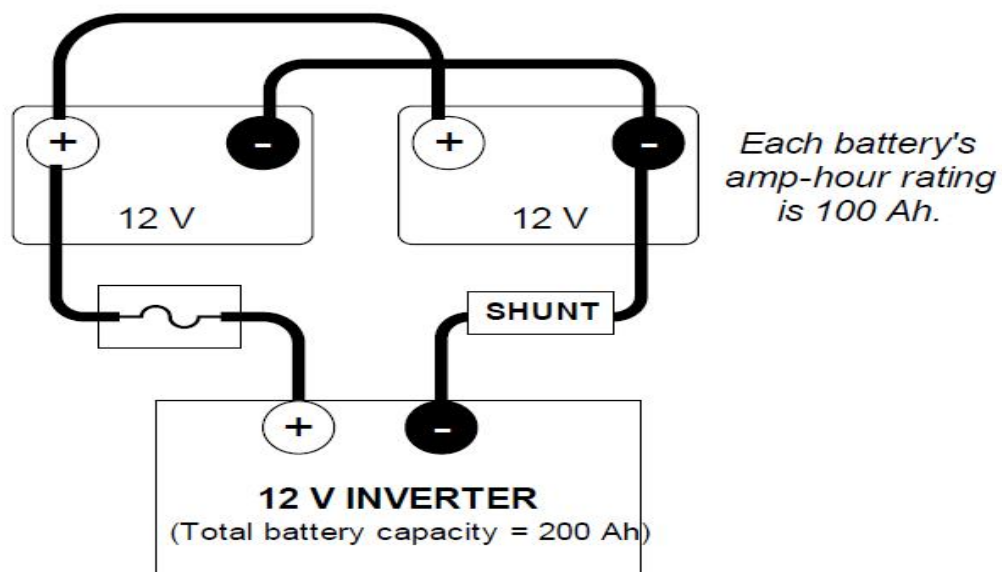 + - + -
Each battery's
amp-hour rating
is 100 Ah.
12 V 12 V
SHUNT
+ -
12 V INVERTER
(Total battery capacity = 200 Ah)